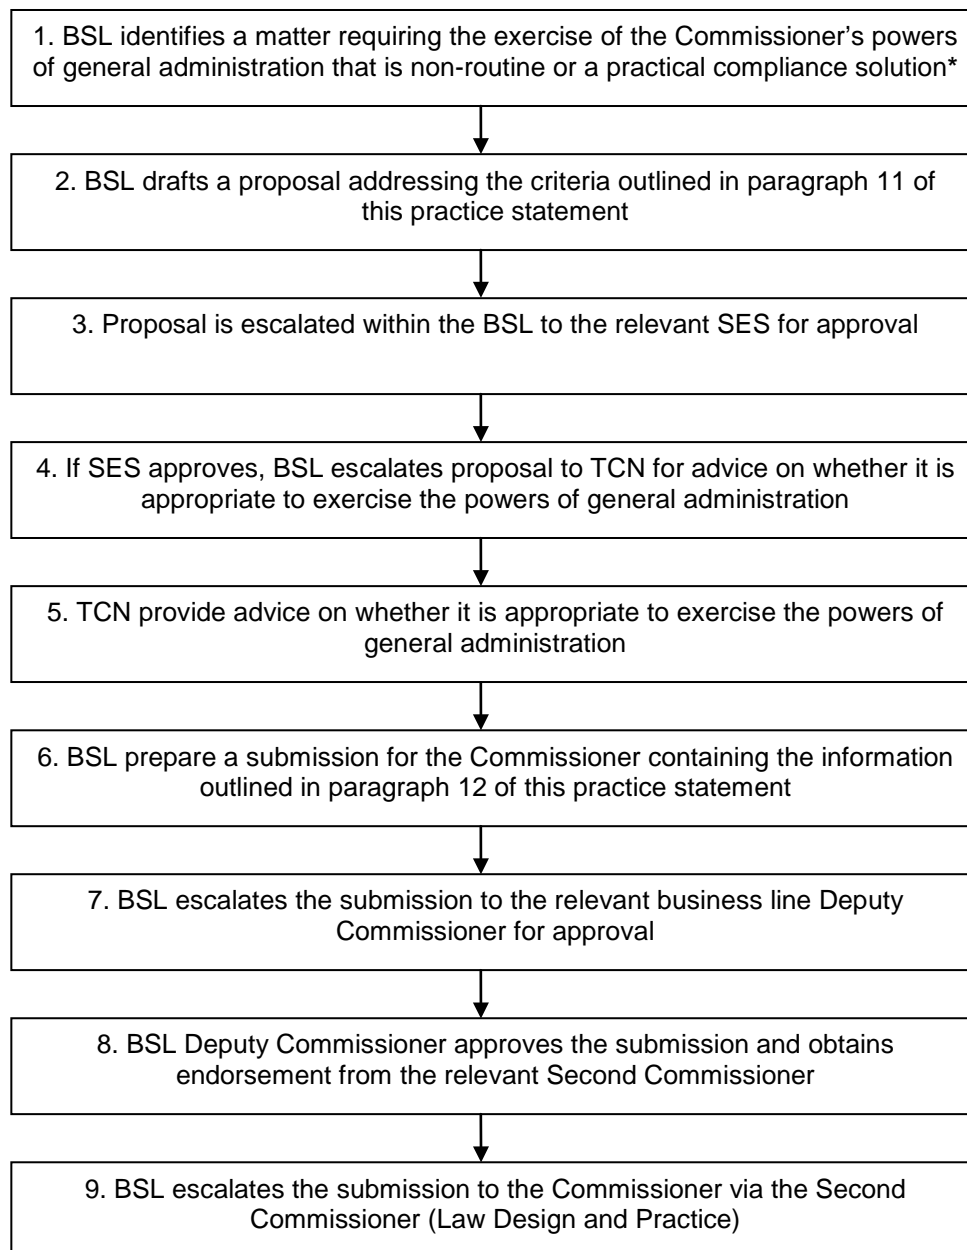 1. BSL identifies a matter requiring the exercise of the Commissioner’s powers
of general administration that is non-routine or a practical compliance solution*
2. BSL drafts a proposal addressing the criteria outlined in paragraph 11 of
this practice statement
3. Proposal is escalated within the BSL to the relevant SES for approval
4. If SES approves, BSL escalates proposal to TCN for advice on whether it is
appropriate to exercise the powers of general administration
5. TCN provide advice on whether it is appropriate to exercise the powers of
general administration
6. BSL prepare a submission for the Commissioner containing the information
outlined in paragraph 12 of this practice statement
7. BSL escalates the submission to the relevant business line Deputy
Commissioner for approval
8. BSL Deputy Commissioner approves the submission and obtains
endorsement from the relevant Second Commissioner
9. BSL escalates the submission to the Commissioner via the Second
Commissioner (Law Design and Practice)